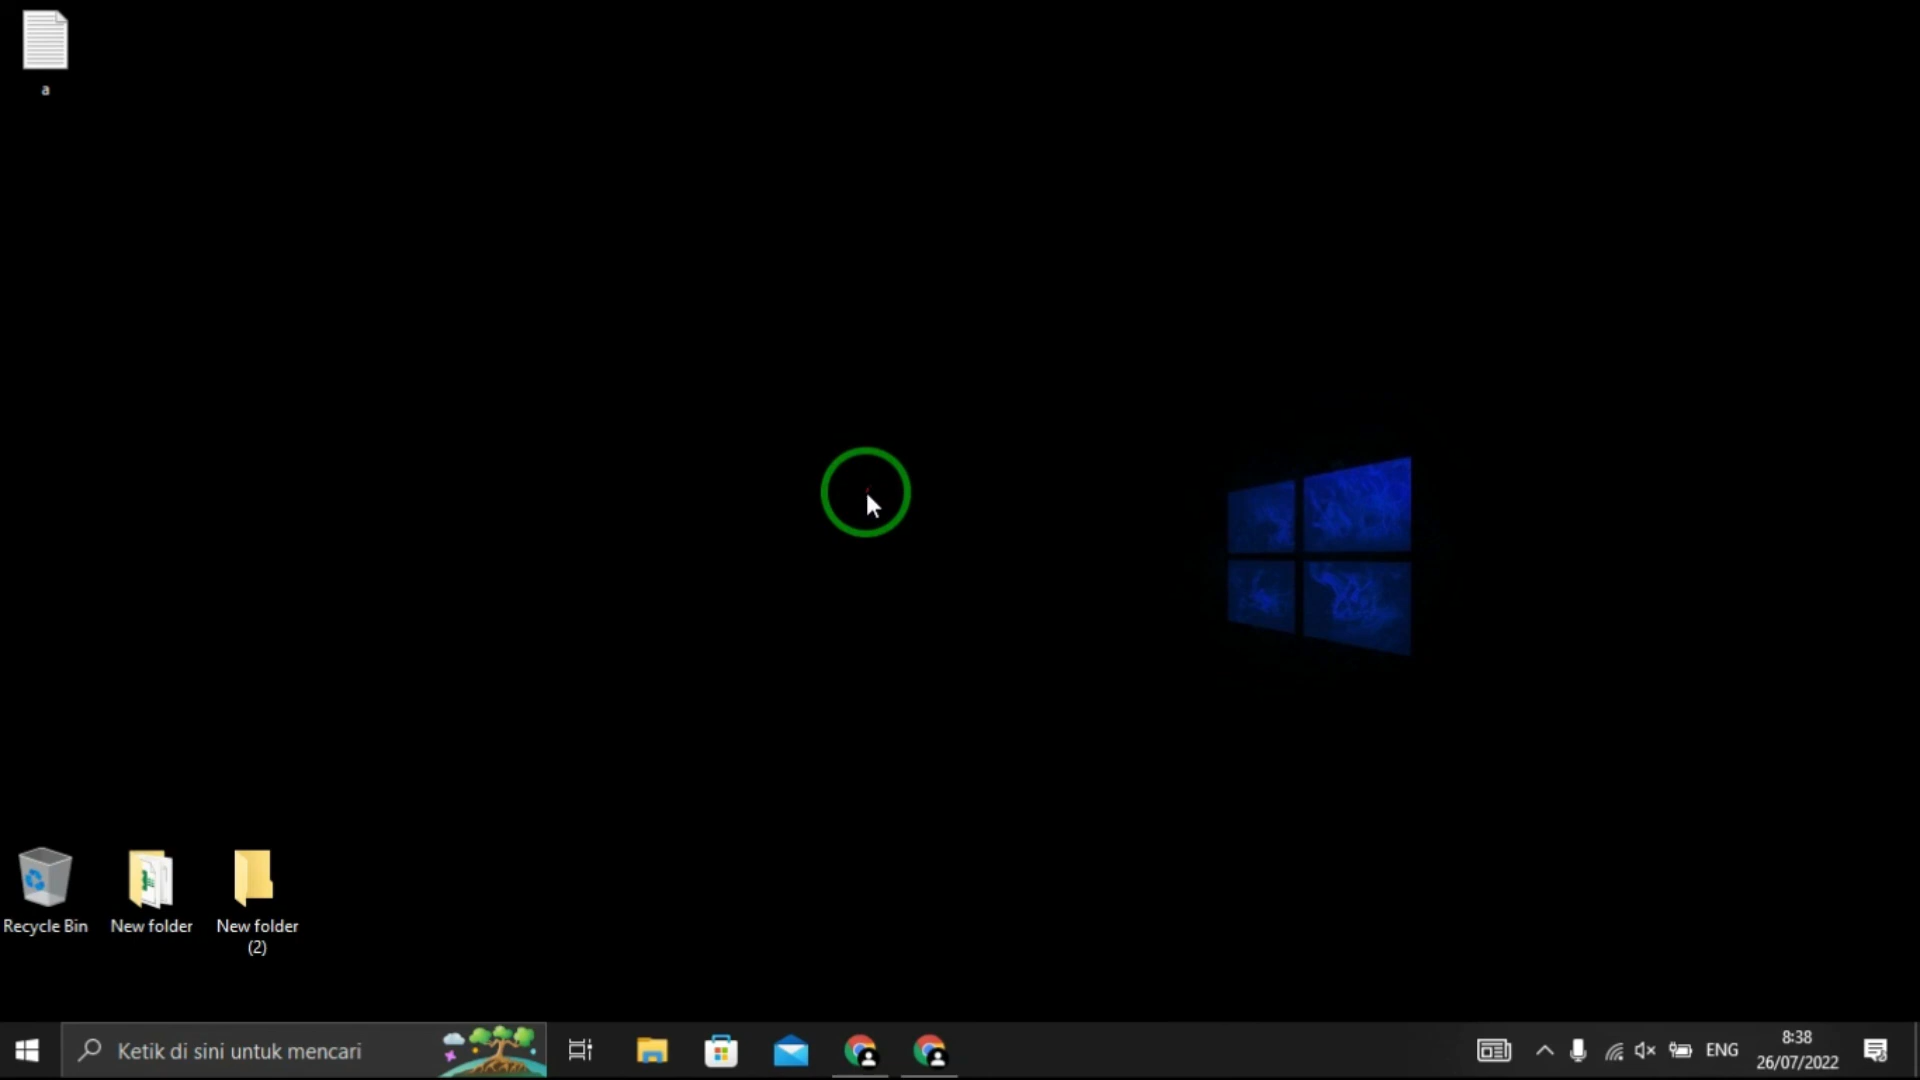 a
Recycle Bin
New folder
New folder
(2)
Ketik di sini untuk mencari
ENG
8:38
26/07/2022